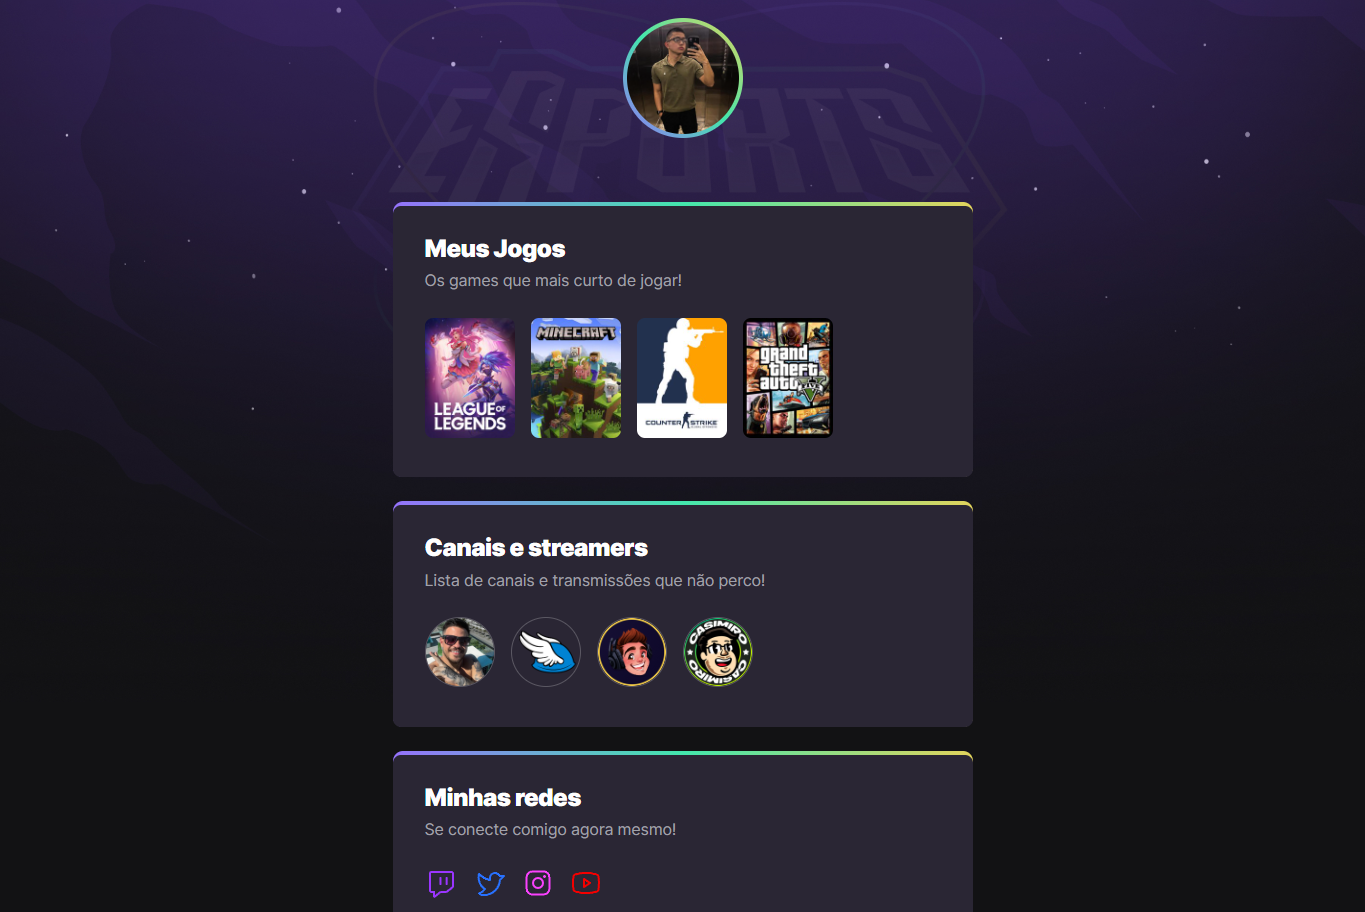 ESPORTS
Meus Jogos
Os games que mais curto de jogar!
LEAGUE OF
LEGENDS
MINECRAFT
COUNTER STRIKE
grand
theft
auto
V
Canais e streamers
Lista de canais e transmissões que não perco!
CASIMIRO
CASIMIRO
Minhas redes
Se conecte comigo agora mesmo!